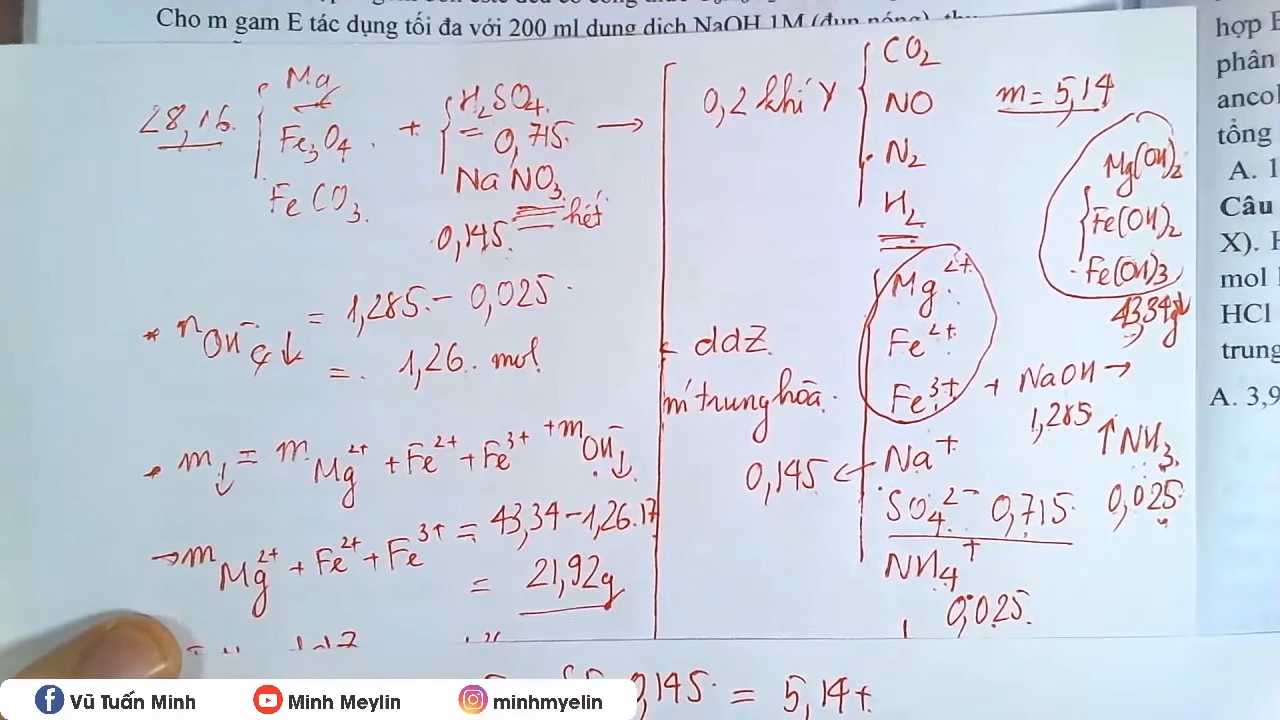 Cho m gam E tác dụng tối đa với 200 ml dung dịch NaOH 1M (đun nóng), thu
28,16. Mg
Fe3O4
FeCO3.
+ H2SO4.
= 0,715.
NaNO3 hết
0,145.
→ 0,2 khí Y
CO2
NO
N2
H2
m = 5,14
ddZ
m' trung hòa.
Mg2+
Fe2+
Fe3+ + NaOH →
1,285 ↑NH3.
0,025
Mg(OH)2
Fe(OH)2
Fe(OH)3
43,34g↓
0,145 ← Na+
SO4 2- 0,715.
NH4+
0,025.
* nOH- ở↓ = 1,285 - 0,025
= 1,26 mol
* m↓ = mMg2+ + Fe2+ + Fe3+ + mOH-↓
→ mMg2+ + Fe2+ + Fe3+ = 43,34 - 1,26.17
= 21,92g
0,145. = 5,14 +
hợp
phân
ancol
tổng
A. 1
Câu
X).
mol
HCl
trung
A. 3,9
Vũ Tuấn Minh
Minh Meylin
minhmyelin